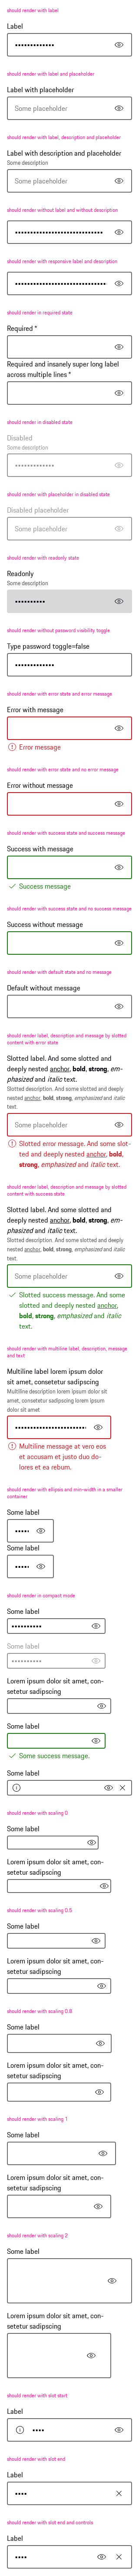 should render with label
Label
•••••••••••••
should render with label and placeholder
Label with placeholder
Some placeholder
should render with label, description and placeholder
Label with description and placeholder
Some description
Some placeholder
should render without label and without description
should render with responsive label and description
should render in required state
Required *
Required and insanely super long label
across multiple lines *
should render in disabled state
Disabled
Some description
•••••••••••••
should render with placeholder in disabled state
Disabled placeholder
Some placeholder
should render with readonly state
Readonly
Some description
••••••••••
should render without password visibility toggle
Type password toggle=false
•••••••••••••
should render with error state and error message
Error with message
Error message
should render with error state and no error message
Error without message
should render with success state and success message
Success with message
Success message
should render with success state and no success message
Success without message
should render with default state and no message
Default without message
should render label, description and message by slotted
content with error state
Slotted label. And some slotted and
deeply nested anchor, bold, strong, em-
phasized and italic text.
Slotted description. And some slotted and deeply
nested anchor, bold, strong, emphasized and italic
text.
Some placeholder
Slotted error message. And some slot-
ted and deeply nested anchor, bold,
strong, emphasized and italic text.
should render label, description and message by slotted
content with success state
Slotted label. And some slotted and
deeply nested anchor, bold, strong, em-
phasized and italic text.
Slotted description. And some slotted and deeply
nested anchor, bold, strong, emphasized and italic
text.
Some placeholder
Slotted success message. And some
slotted and deeply nested anchor,
bold, strong, emphasized and italic
text.
should render with multiline label, description, message
and text
Multiline label lorem ipsum dolor
sit amet, consetetur sadipscing
Multiline description lorem ipsum dolor sit
amet, consetetur sadipscing lorem ipsum
dolor sit amet
Multiline message at vero eos
et accusam et justo duo do-
lores et ea rebum.
should render with ellipsis and min-width in a smaller
container
Some label
•••••
Some label
•••••
should render in compact mode
Some label
••••••••••
Some label
••••••••••
Lorem ipsum dolor sit amet, con-
setetur sadipscing
Some label
Some success message.
Some label
should render with scaling 0
Some label
Lorem ipsum dolor sit amet, con-
setetur sadipscing
should render with scaling 0.5
Some label
Lorem ipsum dolor sit amet, con-
setetur sadipscing
should render with scaling 0.8
Some label
Lorem ipsum dolor sit amet, con-
setetur sadipscing
should render with scaling 1
Some label
Lorem ipsum dolor sit amet, con-
setetur sadipscing
should render with scaling 2
Some label
Lorem ipsum dolor sit amet, con-
setetur sadipscing
should render with slot start
Label
••••
should render with slot end
Label
••••
should render with slot end and controls
Label
••••